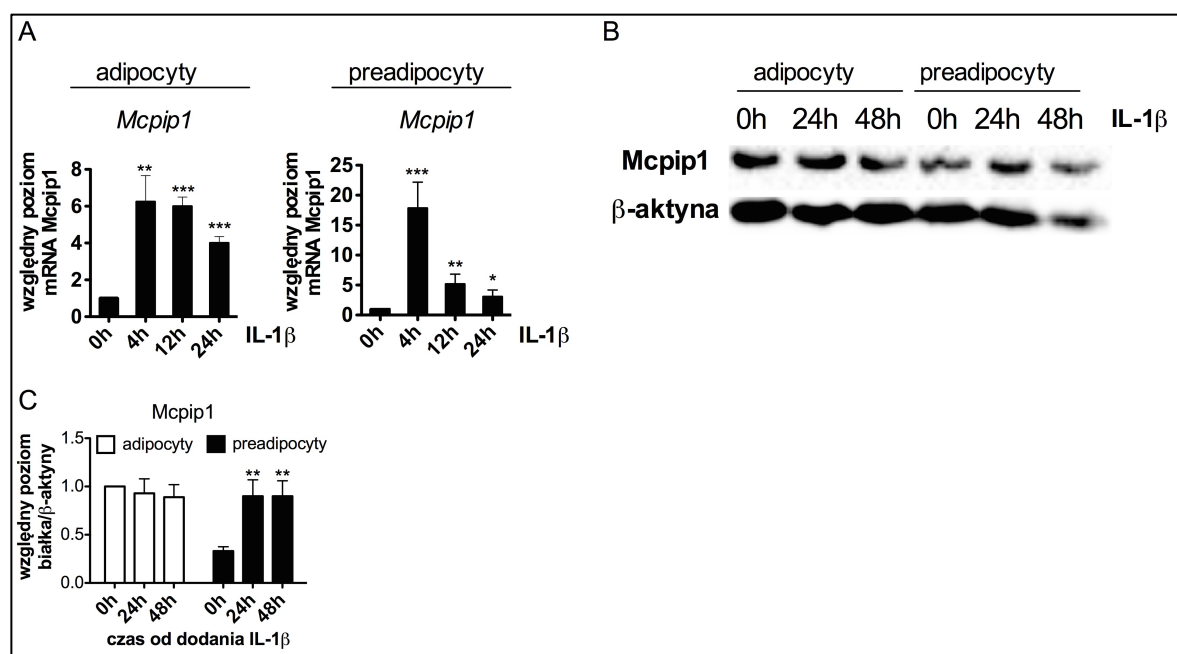 A
adipocyty
preadipocyty
Mcpip1
Mcpip1
względny poziom
mRNA Mcpip1
8
6
4
2
0
**
***
***
0h
4h
12h
24h
IL-1β
względny poziom
mRNA Mcpip1
25
20
15
10
5
0
***
**
*
0h
4h
12h
24h
IL-1β
B
adipocyty
preadipocyty
0h 24h 48h 0h 24h 48h IL-1β
Mcpip1
β-aktyna
C
Mcpip1
adipocyty
preadipocyty
względny poziom
białka/β-aktyny
1.5
1.0
0.5
0.0
** **
0h
24h
48h
0h
24h
48h
czas od dodania IL-1β